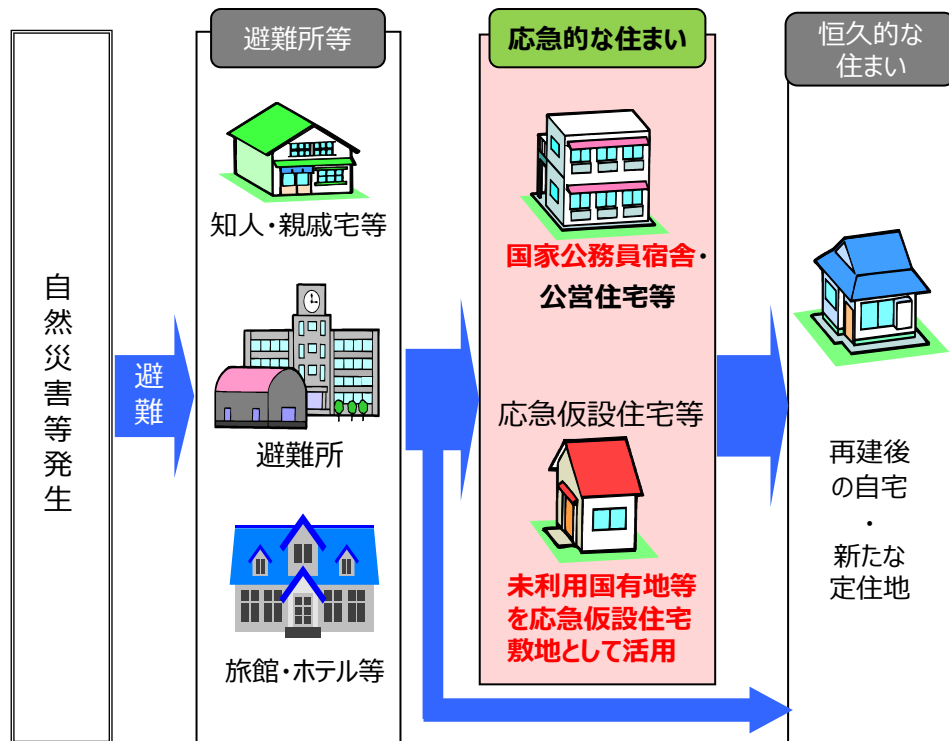 自然災害等発生
避難
避難所等
知人・親戚宅等
避難所
旅館・ホテル等
応急的な住まい
国家公務員宿舎・
公営住宅等
応急仮設住宅等
未利用国有地等
を応急仮設住宅
敷地として活用
恒久的な
住まい
再建後
の自宅
・
新たな
定住地